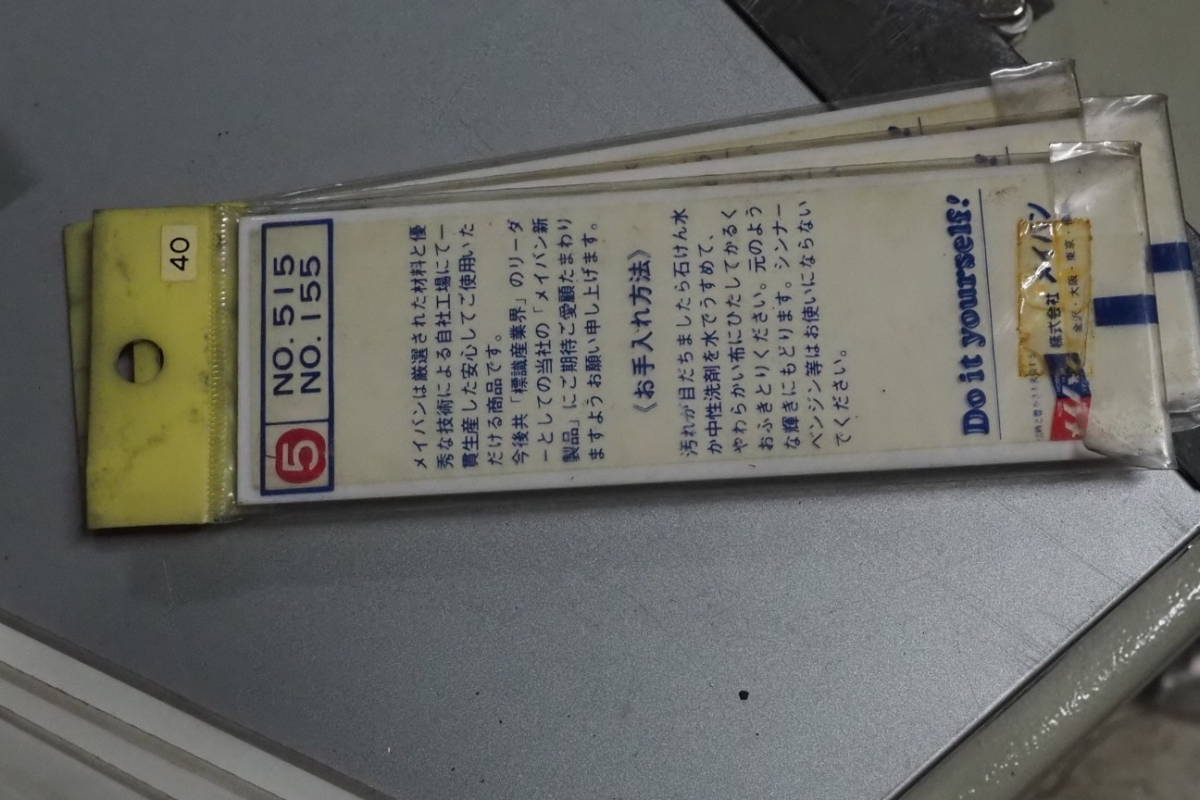 40
⑤ NO. 515
NO. 155
メイバンは厳選された材料と優
秀な技術による自社工場にて一
貫生産した安心してご使用いた
だける商品です。
今後共「標識産業界」のリーダ
ーとしての当社の「メイバン新
製品」にご期待ご愛顧たまわり
ますようお願い申し上げます。
《お手入れ方法》
汚れが目だちましたら石けん水
か中性洗剤を水でうすめて、
やわらかい布にひたしてかるく
おふきとりください。元のよう
な輝きにもどります。シンナー
ベンジン等はお使いにならない
でください。
Do it yourself!
株式会社 メイバン
金沢・大阪・東京・